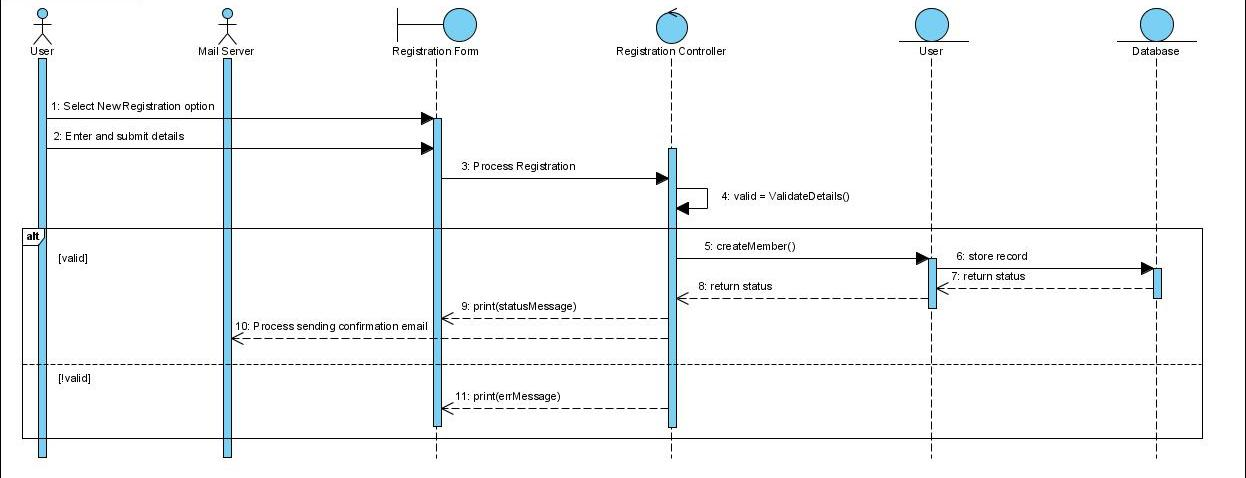 User
Mail Server
Registration Form
Registration Controller
User
Database
1: Select New Registration option
2: Enter and submit details
3: Process Registration
4: valid = ValidateDetails()
alt
[valid]
5: createMember()
6: store record
7: return status
8: return status
9: print(statusMessage)
10: Process sending confirmation email
[!valid]
11: print(errMessage)